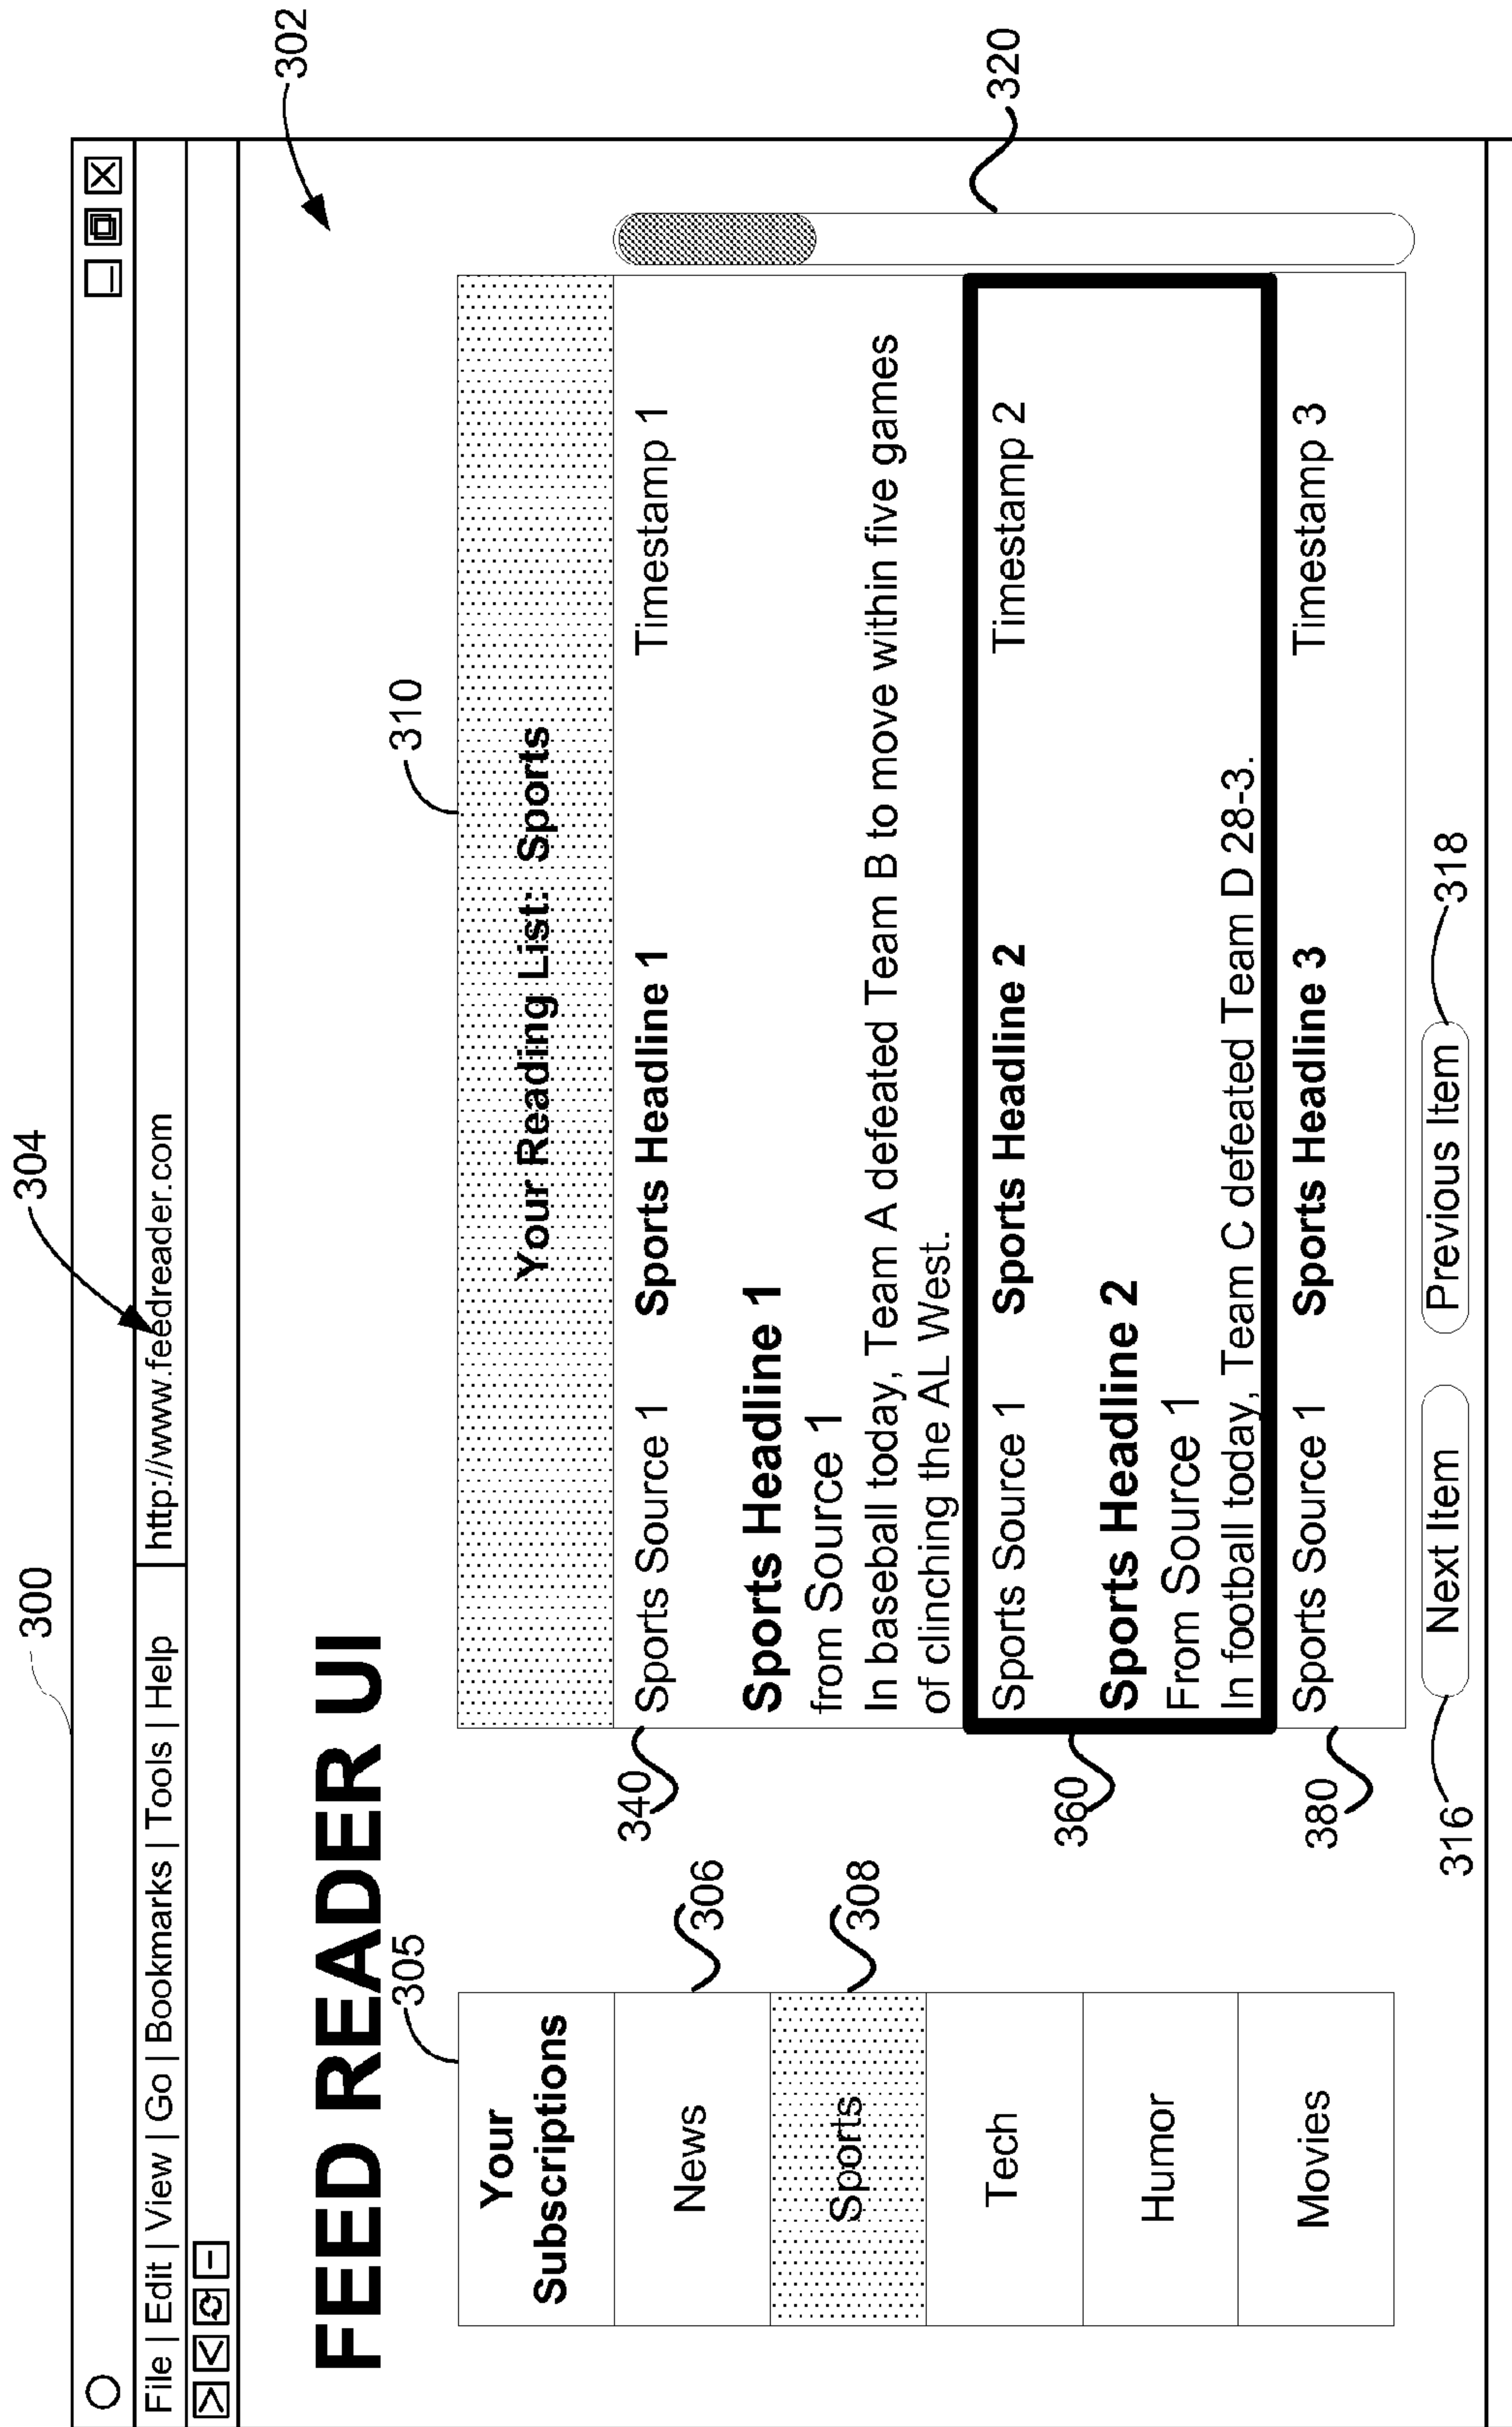 300
304
302
File | Edit | View | Go | Bookmarks | Tools | Help
http://www.feedreader.com
FEED READER UI
305
310
Your
Subscriptions
News
306
Sports
308
Tech
Humor
Movies
Your Reading List: Sports
340
Sports Source 1 Sports Headline 1 Timestamp 1
Sports Headline 1
from Source 1
In baseball today, Team A defeated Team B to move within five games
of clinching the AL West.
360
Sports Source 1 Sports Headline 2 Timestamp 2
Sports Headline 2
From Source 1
In football today, Team C defeated Team D 28-3.
380
Sports Source 1 Sports Headline 3 Timestamp 3
320
316
Next Item
Previous Item
318